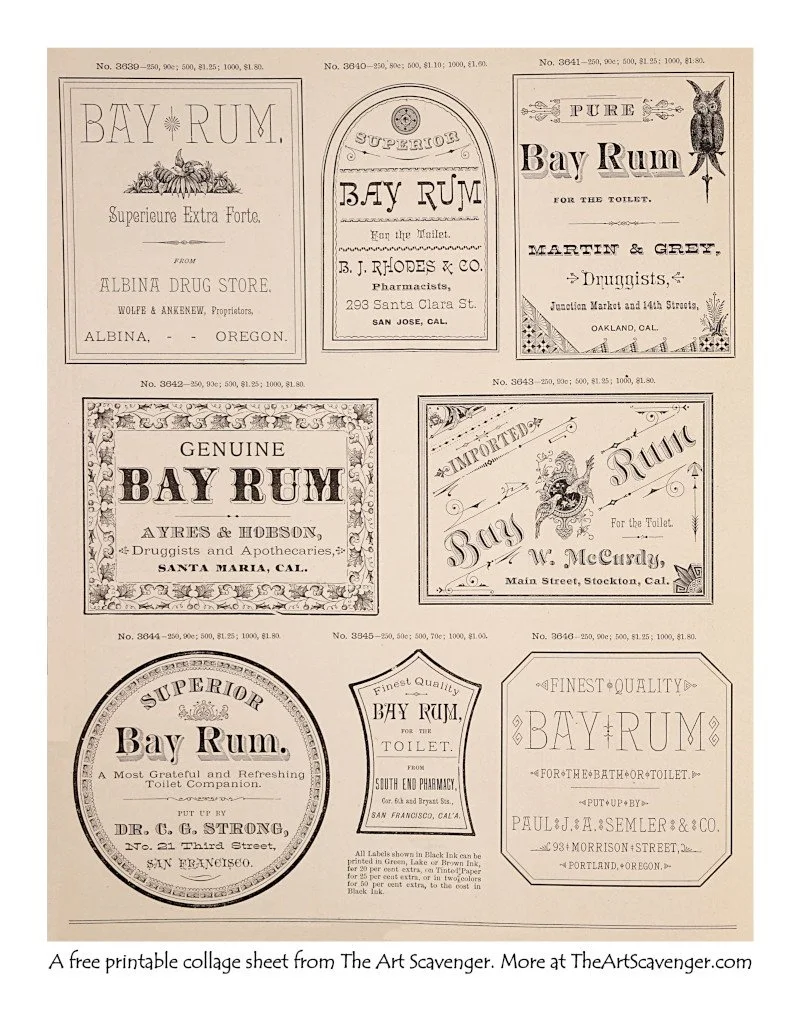 No. 3639—250, 90c; 500, $1.25; 1000, $1.80.
BAY RUM.
Superieure Extra Forte.
FROM
ALBINA DRUG STORE.
WOLFE & ANKENEW, Proprietors.
ALBINA, - - OREGON.
No. 3640—250, 80c; 500, $1.10; 1000, $1.60.
SUPERIOR
BAY RUM
For the Toilet.
B. J. RHODES & CO.
Pharmacists,
293 Santa Clara St.
SAN JOSE, CAL.
No. 3641—250, 90c; 500, $1.25; 1000, $1.80.
PURE
Bay Rum
FOR THE TOILET.
MARTIN & GREY,
Druggists,
Junction Market and 14th Streets,
OAKLAND, CAL.
No. 3642—250, 90c; 500, $1.25; 1000, $1.80.
GENUINE
BAY RUM
AYRES & HOBSON,
Druggists and Apothecaries,
SANTA MARIA, CAL.
No. 3643—250, 90c; 500, $1.25; 1000, $1.80.
IMPORTED
Bay Rum
For the Toilet.
W. McCurdy,
Main Street, Stockton, Cal.
No. 3644—250, 90c; 500, $1.25; 1000, $1.80.
SUPERIOR
Bay Rum.
A Most Grateful and Refreshing
Toilet Companion.
PUT UP BY
DR. C. G. STRONG,
No. 21 Third Street,
SAN FRANCISCO.
No. 3645—250, 50c; 500, 70c; 1000, $1.00.
Finest Quality
BAY RUM,
FOR THE
TOILET.
FROM
SOUTH END PHARMACY,
Cor. 6th and Bryant Sts.,
SAN FRANCISCO, CAL'A.
All Labels shown in Black Ink can be
printed in Green, Lake or Brown Ink,
for 20 per cent extra, on Tinted Paper
for 25 per cent extra, or in two colors
for 50 per cent extra, to the cost in
Black Ink.
No. 3646—250, 90c; 500, $1.25; 1000, $1.80.
FINEST QUALITY
BAY RUM
FOR THE BATH OR TOILET.
PUT UP BY
PAUL J. A. SEMLER & CO.
93 MORRISON STREET,
PORTLAND, OREGON.
A free printable collage sheet from The Art Scavenger. More at TheArtScavenger.com